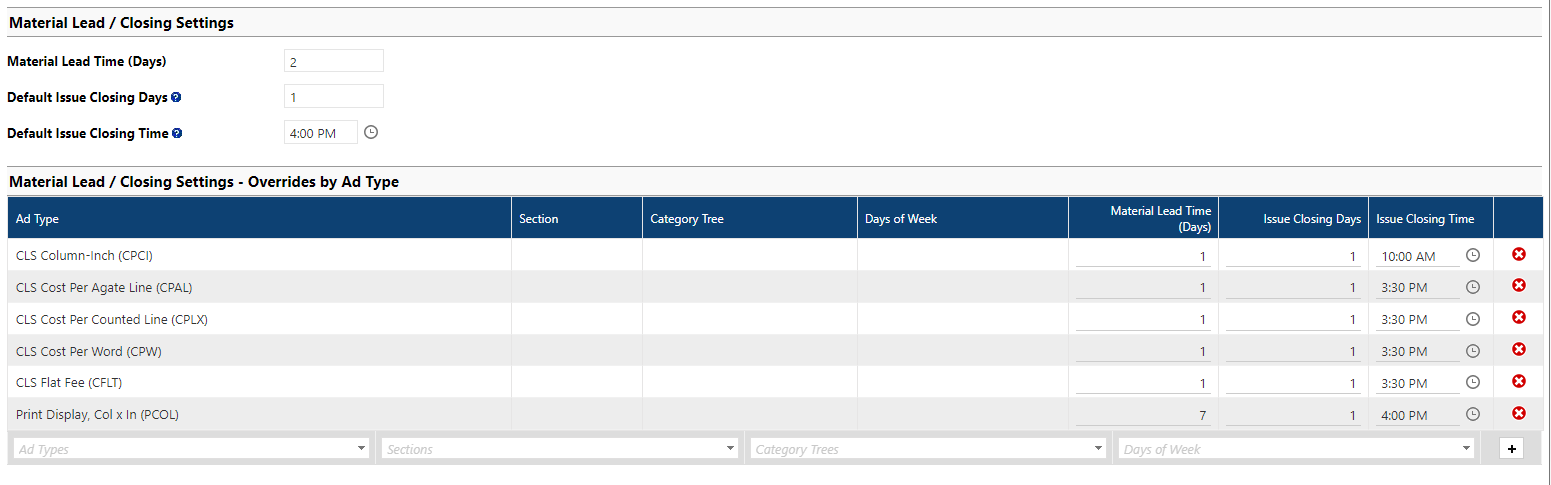 Material Lead / Closing Settings
Material Lead Time (Days) 2
Default Issue Closing Days ? 1
Default Issue Closing Time ? 4:00 PM
Material Lead / Closing Settings - Overrides by Ad Type
Ad Type Section Category Tree Days of Week Material Lead Time (Days) Issue Closing Days Issue Closing Time
CLS Column-Inch (CPCI) 1 1 10:00 AM
CLS Cost Per Agate Line (CPAL) 1 1 3:30 PM
CLS Cost Per Counted Line (CPLX) 1 1 3:30 PM
CLS Cost Per Word (CPW) 1 1 3:30 PM
CLS Flat Fee (CFLT) 1 1 3:30 PM
Print Display, Col x In (PCOL) 7 1 4:00 PM
Ad Types Sections Category Trees Days of Week +